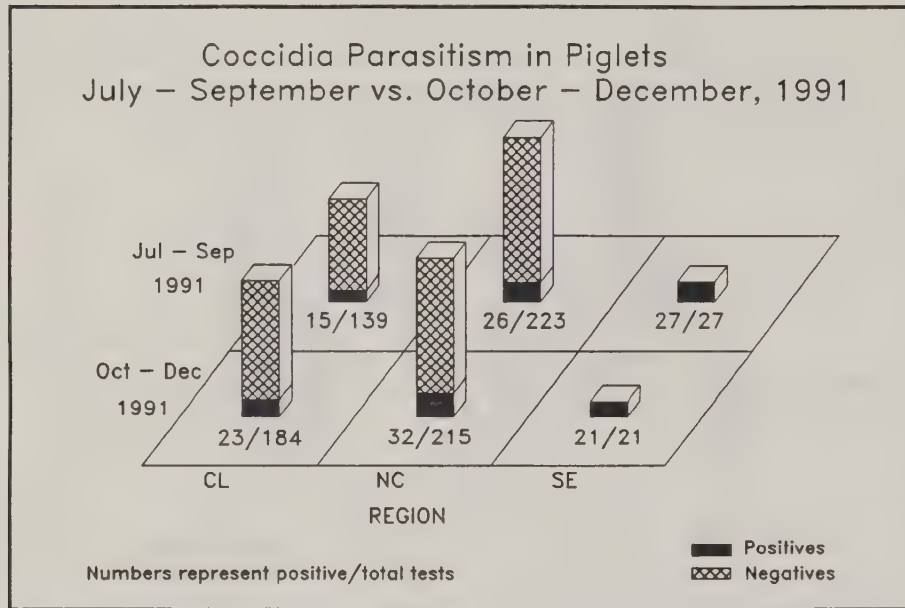 Coccidia Parasitism in Piglets
July – September vs. October – December, 1991
Jul – Sep
1991
15/139
26/223
27/27
Oct – Dec
1991
23/184
32/215
21/21
CL
NC
SE
REGION
Numbers represent positive/total tests
Positives
Negatives